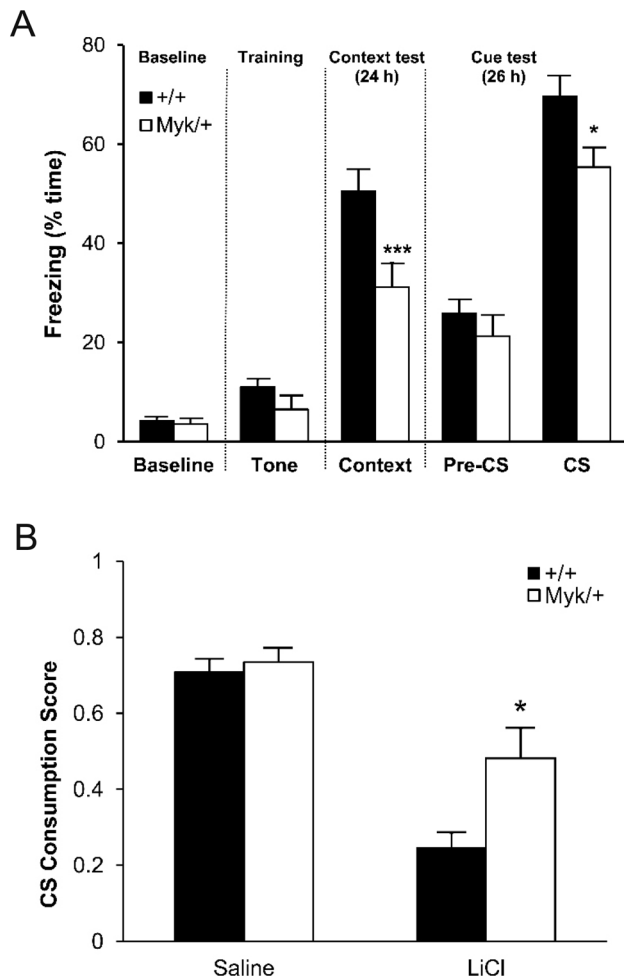 A
80
60
40
20
0
Freezing (% time)
Baseline Training Context test Cue test
(24 h) (26 h)
+/+
Myk/+
***
*
Baseline Tone Context Pre-CS CS
B
1
0.8
0.6
0.4
0.2
0
CS Consumption Score
+/+
Myk/+
*
Saline LiCl